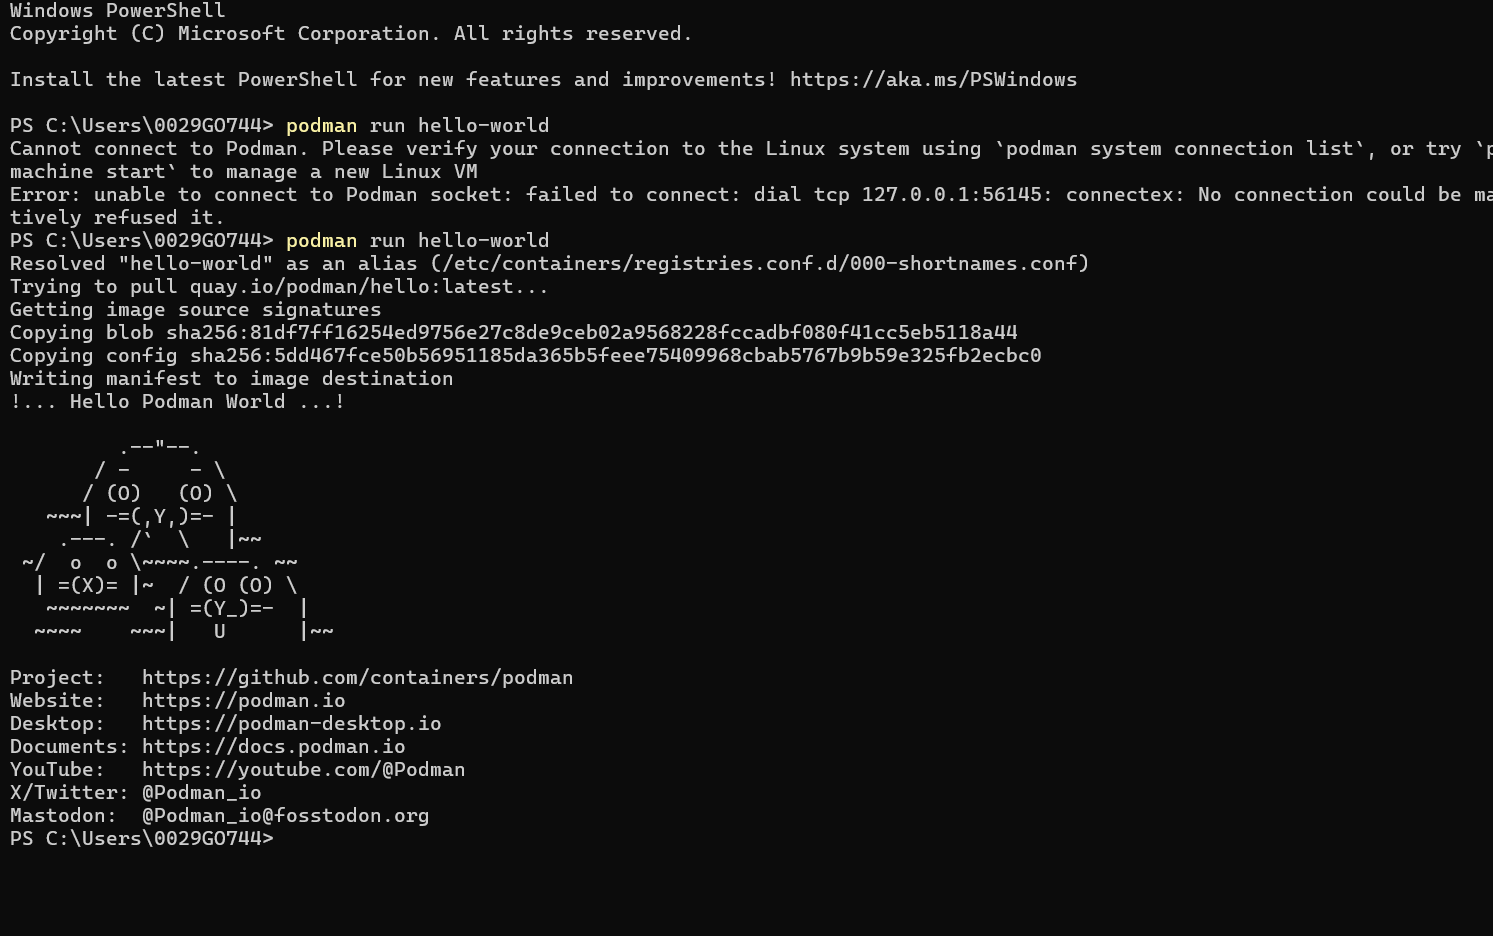 Windows PowerShell
Copyright (C) Microsoft Corporation. All rights reserved.

Install the latest PowerShell for new features and improvements! https://aka.ms/PSWindows

PS C:\Users\0029GO744> podman run hello-world
Cannot connect to Podman. Please verify your connection to the Linux system using `podman system connection list`, or try `p
machine start` to manage a new Linux VM
Error: unable to connect to Podman socket: failed to connect: dial tcp 127.0.0.1:56145: connectex: No connection could be ma
tively refused it.
PS C:\Users\0029GO744> podman run hello-world
Resolved "hello-world" as an alias (/etc/containers/registries.conf.d/000-shortnames.conf)
Trying to pull quay.io/podman/hello:latest...
Getting image source signatures
Copying blob sha256:81df7ff16254ed9756e27c8de9ceb02a9568228fccadbf080f41cc5eb5118a44
Copying config sha256:5dd467fce50b56951185da365b5feee75409968cbab5767b9b59e325fb2ecbc0
Writing manifest to image destination
!... Hello Podman World ...!

         .--"--.
       / -     - \
      / (O)   (O) \
   ~~~| -=(,Y,)=- |
    .---. /`  \   |~~
 ~/  o  o \~~~~.----. ~~
  | =(X)= |~  / (O (O) \
   ~~~~~~~  ~| =(Y_)=-  |
  ~~~~    ~~~|   U      |~~

Project:   https://github.com/containers/podman
Website:   https://podman.io
Desktop:   https://podman-desktop.io
Documents: https://docs.podman.io
YouTube:   https://youtube.com/@Podman
X/Twitter: @Podman_io
Mastodon:  @Podman_io@fosstodon.org
PS C:\Users\0029GO744>